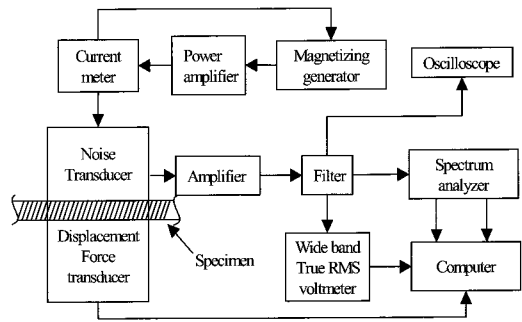 Current
meter
Power
amplifier
Magnetizing
generator
Oscilloscope
Noise
Transducer
Amplifier
Filter
Spectrum
analyzer
Displacement
Force
transducer
Specimen
Wide band
True RMS
voltmeter
Computer